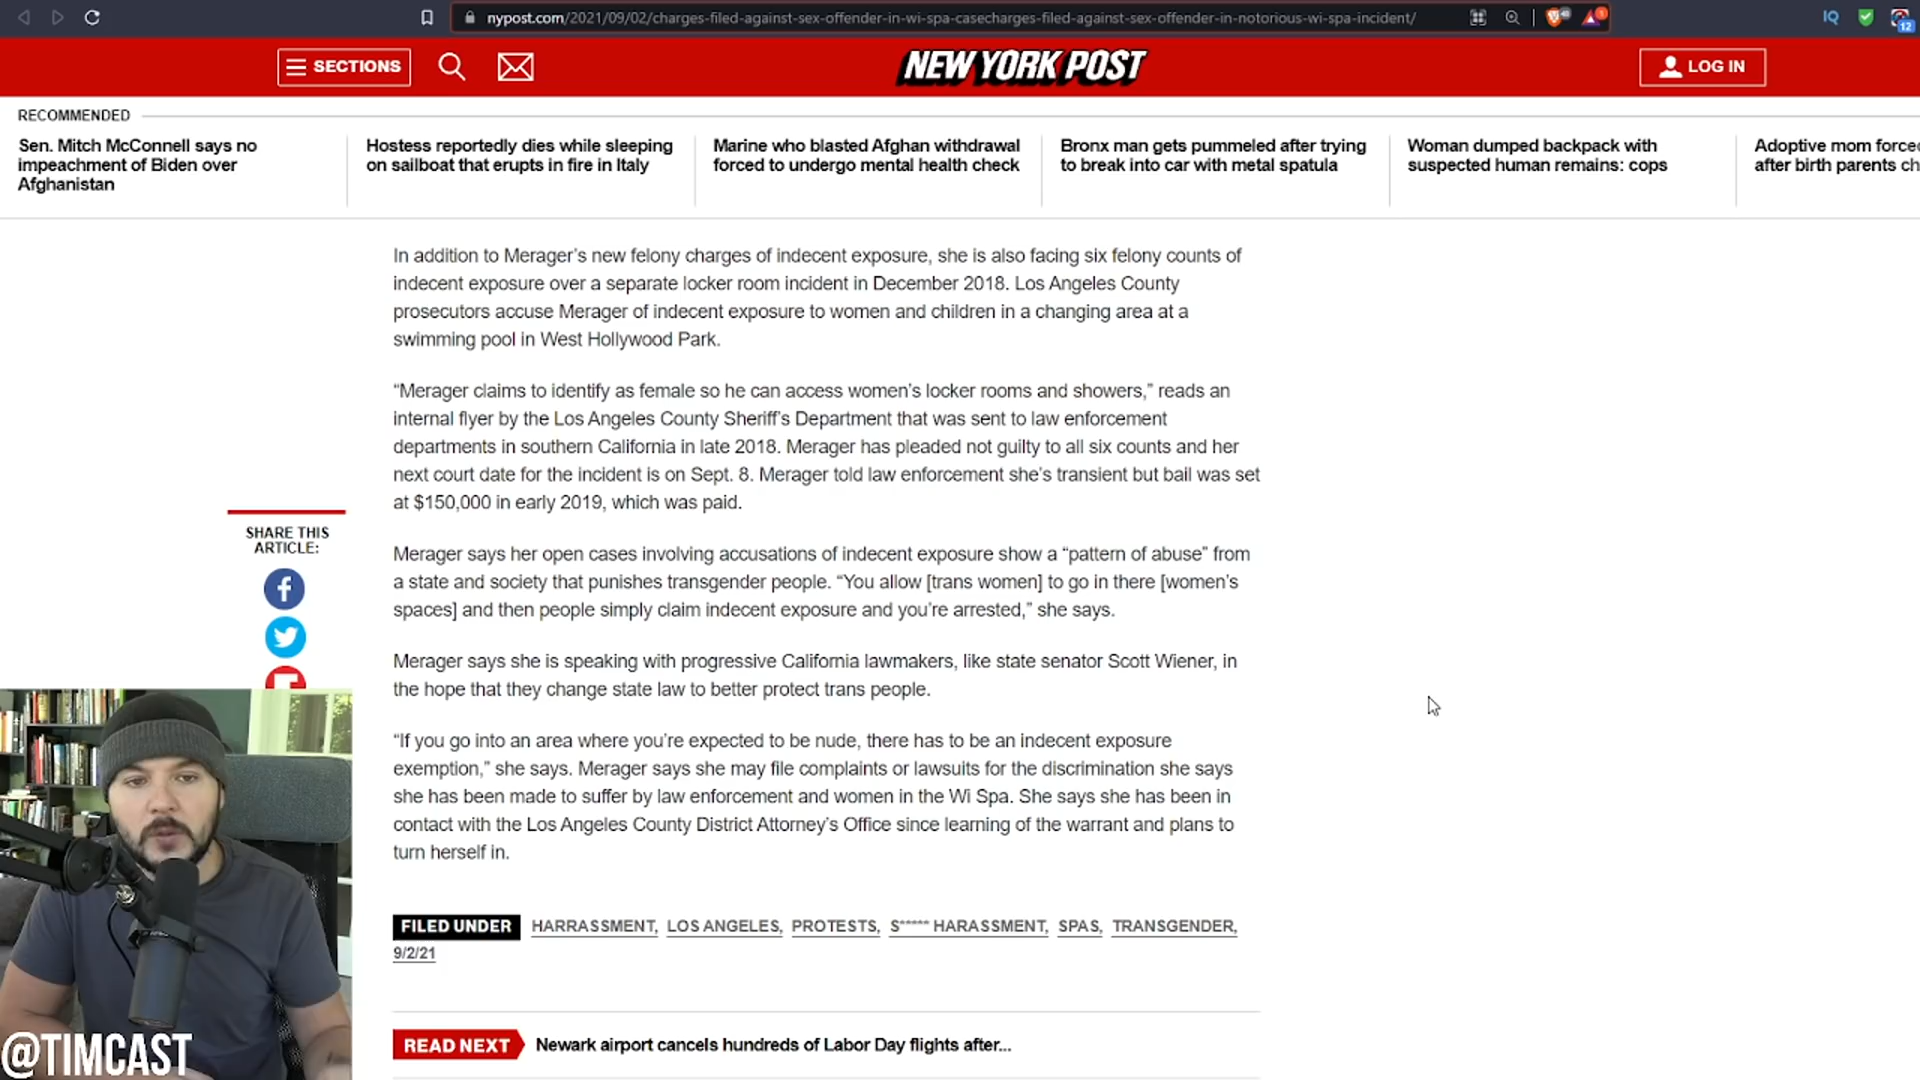 nypost.com/2021/09/02/charges-filed-against-sex-offender-in-wi-spa-casecharges-filed-against-sex-offender-in-notorious-wi-spa-incident/
IQ
12
SECTIONS
NEW YORK POST
LOG IN
RECOMMENDED
Sen. Mitch McConnell says no
impeachment of Biden over
Afghanistan
Hostess reportedly dies while sleeping
on sailboat that erupts in fire in Italy
Marine who blasted Afghan withdrawal
forced to undergo mental health check
Bronx man gets pummeled after trying
to break into car with metal spatula
Woman dumped backpack with
suspected human remains: cops
Adoptive mom force
after birth parents ch
In addition to Merager's new felony charges of indecent exposure, she is also facing six felony counts of
indecent exposure over a separate locker room incident in December 2018. Los Angeles County
prosecutors accuse Merager of indecent exposure to women and children in a changing area at a
swimming pool in West Hollywood Park.
“Merager claims to identify as female so he can access women's locker rooms and showers,” reads an
internal flyer by the Los Angeles County Sheriff's Department that was sent to law enforcement
departments in southern California in late 2018. Merager has pleaded not guilty to all six counts and her
next court date for the incident is on Sept. 8. Merager told law enforcement she's transient but bail was set
at $150,000 in early 2019, which was paid.
SHARE THIS
ARTICLE:
Merager says her open cases involving accusations of indecent exposure show a “pattern of abuse” from
a state and society that punishes transgender people. “You allow [trans women] to go in there [women's
spaces] and then people simply claim indecent exposure and you're arrested,” she says.
Merager says she is speaking with progressive California lawmakers, like state senator Scott Wiener, in
the hope that they change state law to better protect trans people.
“If you go into an area where you're expected to be nude, there has to be an indecent exposure
exemption,” she says. Merager says she may file complaints or lawsuits for the discrimination she says
she has been made to suffer by law enforcement and women in the Wi Spa. She says she has been in
contact with the Los Angeles County District Attorney's Office since learning of the warrant and plans to
turn herself in.
FILED UNDER HARRASSMENT, LOS ANGELES, PROTESTS, S***** HARASSMENT, SPAS, TRANSGENDER,
9/2/21
READ NEXT Newark airport cancels hundreds of Labor Day flights after...
@TIMCAST